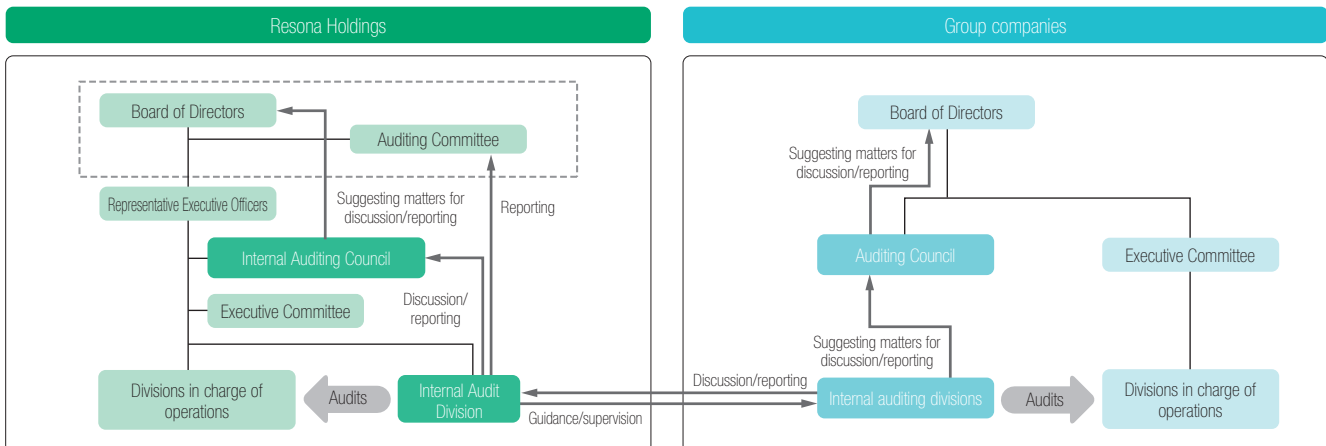 Resona Holdings
Board of Directors
Auditing Committee
Representative Executive Officers
Suggesting matters for
discussion/reporting
Reporting
Internal Auditing Council
Discussion/
reporting
Executive Committee
Divisions in charge of
operations
Audits
Internal Audit
Division
Discussion/reporting
Guidance/supervision
Group companies
Board of Directors
Suggesting matters for
discussion/reporting
Auditing Council
Executive Committee
Suggesting matters for
discussion/reporting
Internal auditing divisions
Audits
Divisions in charge of
operations